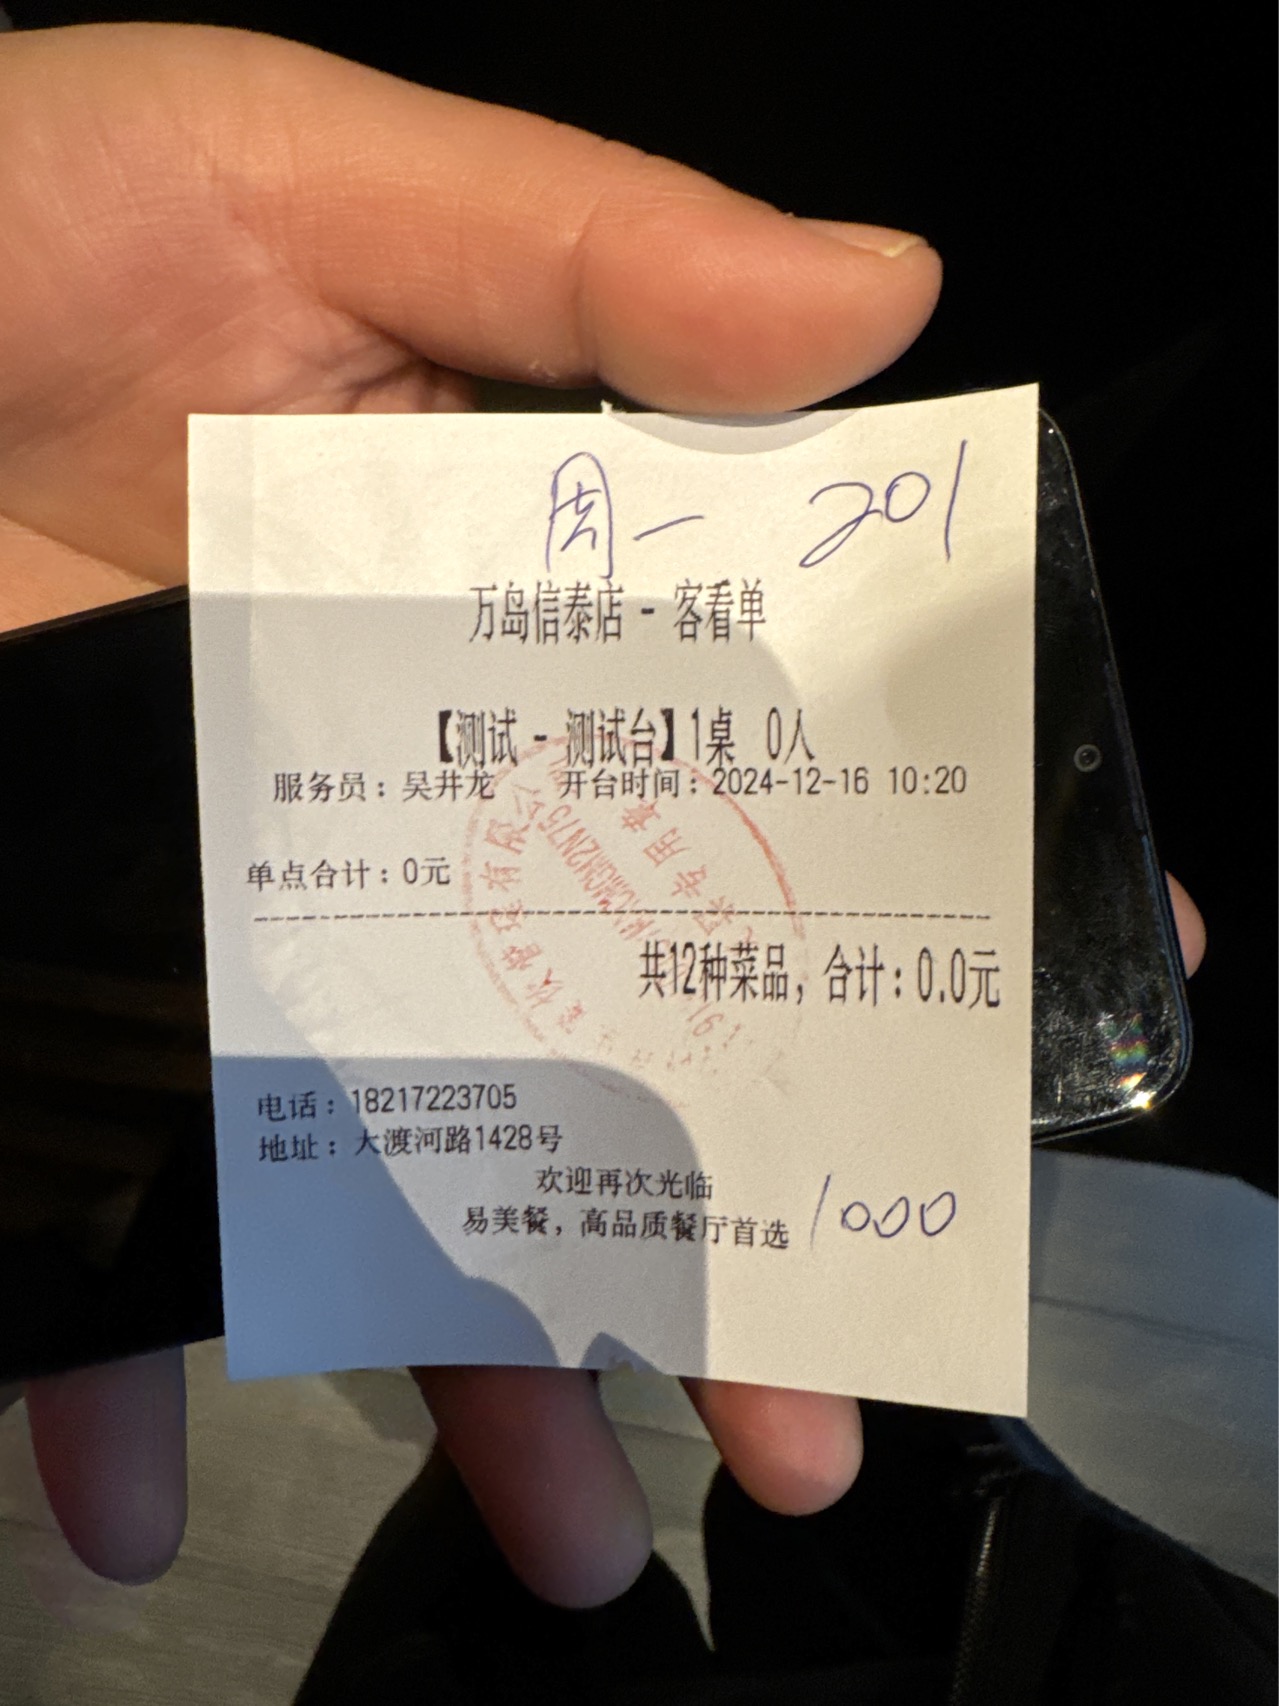 周一 201
万岛信泰店 - 客看单
【测试 - 测试台】1桌 0人
服务员：吴井龙 开台时间：2024-12-16 10:20
单点合计：0元
共12种菜品，合计：0.0元
电话：18217223705
地址：大渡河路1428号
欢迎再次光临
易美餐，高品质餐厅首选 1000